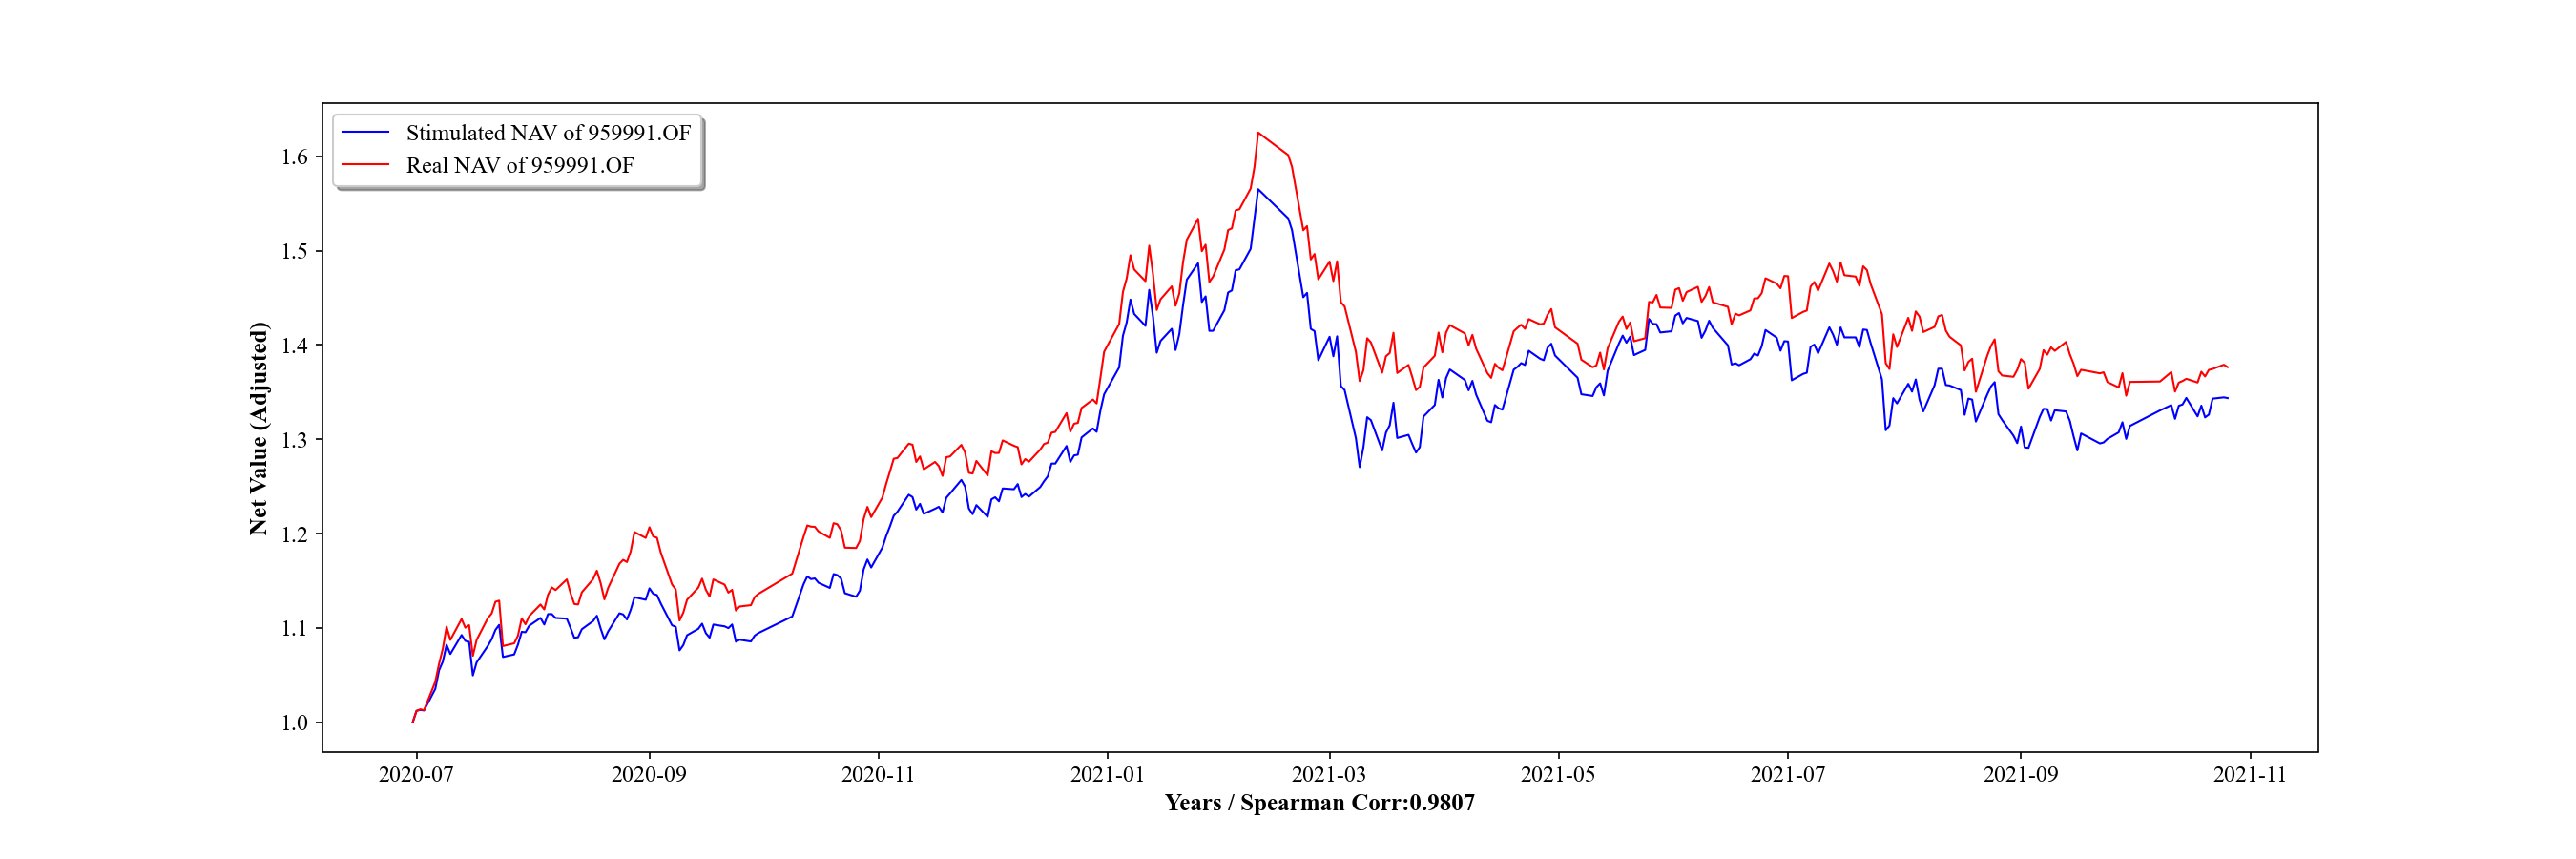 Stimulated NAV of 959991.OF
Real NAV of 959991.OF
Net Value (Adjusted)
1.6
1.5
1.4
1.3
1.2
1.1
1.0
2020-07 2020-09 2020-11 2021-01 2021-03 2021-05 2021-07 2021-09 2021-11
Years / Spearman Corr:0.9807